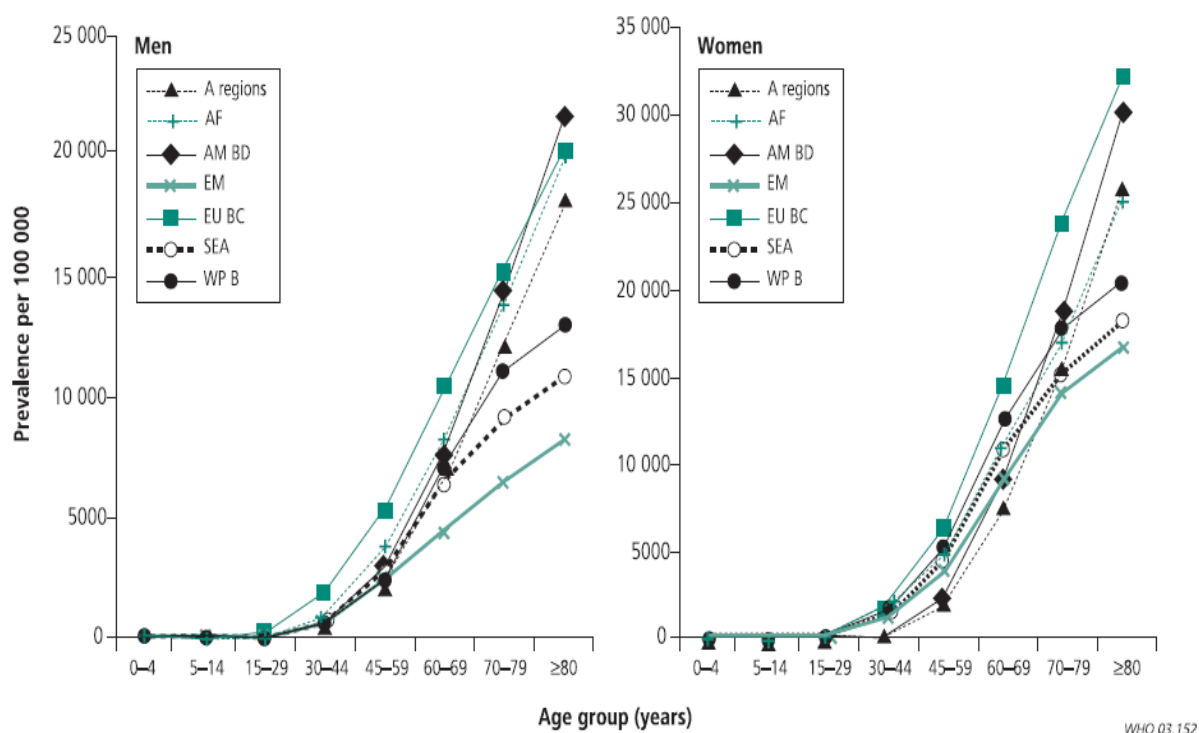 Men
Prevalence per 100 000
25 000
20 000
15 000
10 000
5000
0
A regions
AF
AM BD
EM
EU BC
SEA
WP B
0–4 5–14 15–29 30–44 45–59 60–69 70–79 ≥80
Women
35 000
30 000
25 000
20 000
15 000
10 000
5000
0
A regions
AF
AM BD
EM
EU BC
SEA
WP B
0–4 5–14 15–29 30–44 45–59 60–69 70–79 ≥80
Age group (years)
WHO 03.152